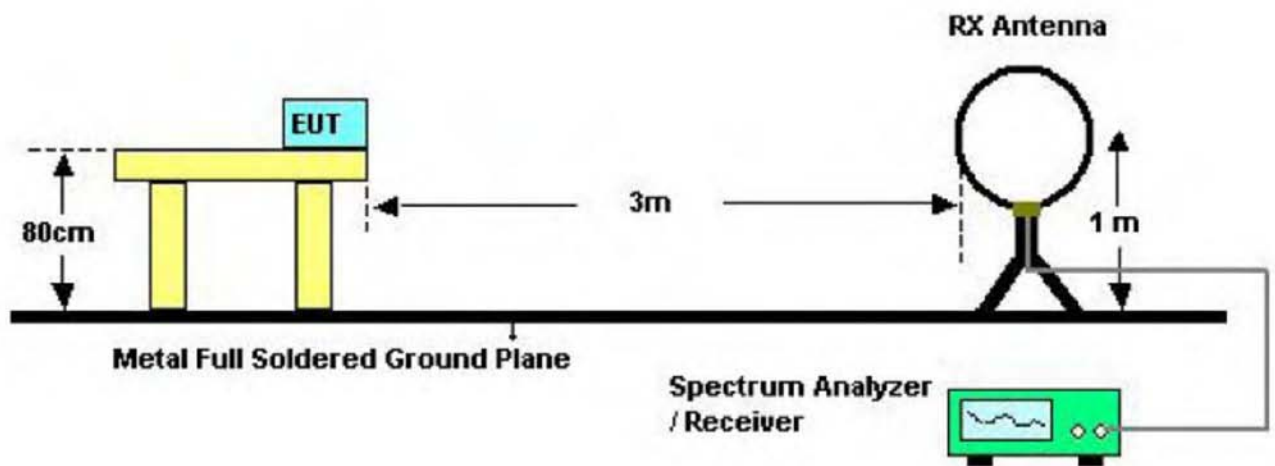 RX Antenna
EUT
80cm
3m
1 m
Metal Full Soldered Ground Plane
Spectrum Analyzer
/ Receiver